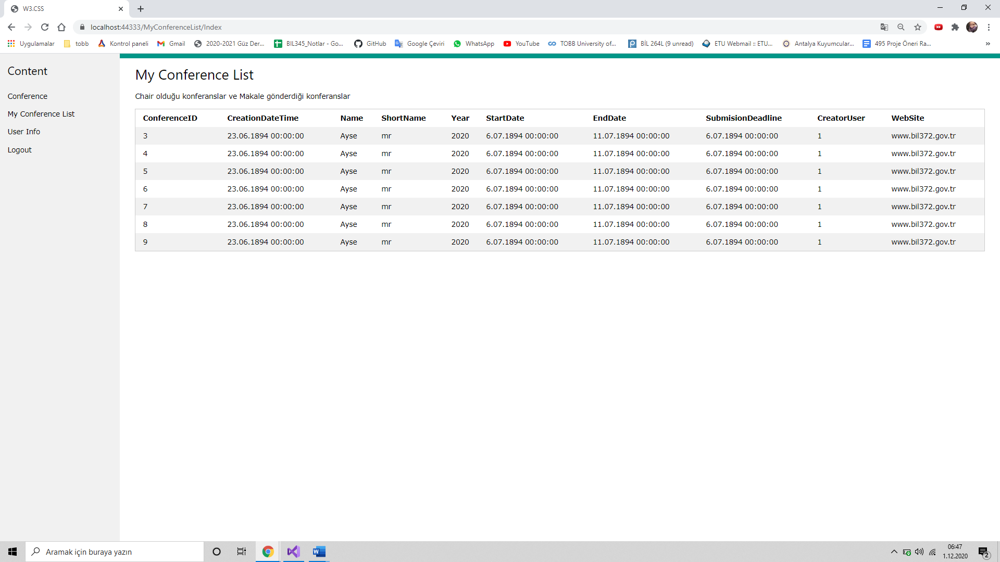 W3.CSS
localhost:44333/MyConferenceList/Index
Uygulamalar tobb Kontrol paneli Gmail 2020-2021 Güz Der... BIL345_Notlar - Go... GitHub Google Çeviri WhatsApp YouTube TOBB University of... BİL 264L (9 unread) ETU Webmail :: ETU... Antalya Kuyumcular... 495 Proje Öneri Ra... »
Content
Conference
My Conference List
User Info
Logout
My Conference List
Chair olduğu konferanslar ve Makale gönderdiği konferanslar
ConferenceID CreationDateTime Name ShortName Year StartDate EndDate SubmisionDeadline CreatorUser WebSite
3 23.06.1894 00:00:00 Ayse mr 2020 6.07.1894 00:00:00 11.07.1894 00:00:00 6.07.1894 00:00:00 1 www.bil372.gov.tr
4 23.06.1894 00:00:00 Ayse mr 2020 6.07.1894 00:00:00 11.07.1894 00:00:00 6.07.1894 00:00:00 1 www.bil372.gov.tr
5 23.06.1894 00:00:00 Ayse mr 2020 6.07.1894 00:00:00 11.07.1894 00:00:00 6.07.1894 00:00:00 1 www.bil372.gov.tr
6 23.06.1894 00:00:00 Ayse mr 2020 6.07.1894 00:00:00 11.07.1894 00:00:00 6.07.1894 00:00:00 1 www.bil372.gov.tr
7 23.06.1894 00:00:00 Ayse mr 2020 6.07.1894 00:00:00 11.07.1894 00:00:00 6.07.1894 00:00:00 1 www.bil372.gov.tr
8 23.06.1894 00:00:00 Ayse mr 2020 6.07.1894 00:00:00 11.07.1894 00:00:00 6.07.1894 00:00:00 1 www.bil372.gov.tr
9 23.06.1894 00:00:00 Ayse mr 2020 6.07.1894 00:00:00 11.07.1894 00:00:00 6.07.1894 00:00:00 1 www.bil372.gov.tr
Aramak için buraya yazın
06:47
1.12.2020
2